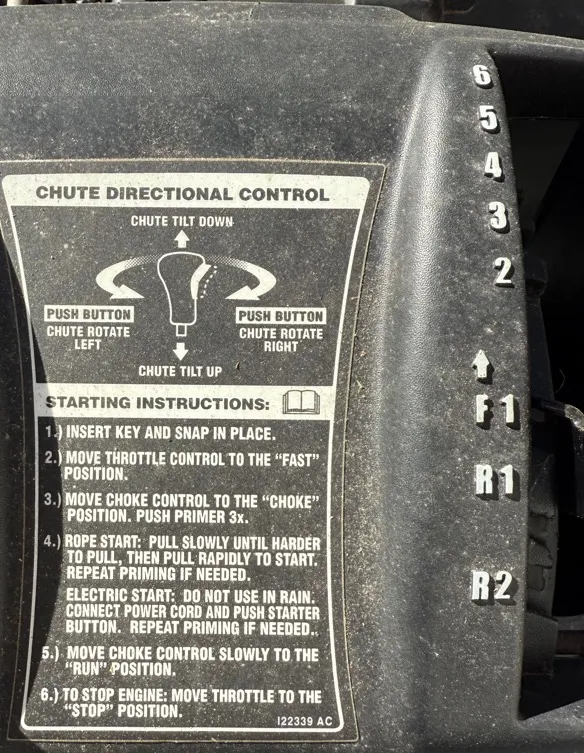 CHUTE DIRECTIONAL CONTROL
CHUTE TILT DOWN
PUSH BUTTON
CHUTE ROTATE
LEFT
PUSH BUTTON
CHUTE ROTATE
RIGHT
CHUTE TILT UP
STARTING INSTRUCTIONS:
1.) INSERT KEY AND SNAP IN PLACE.
2.) MOVE THROTTLE CONTROL TO THE "FAST"
POSITION.
3.) MOVE CHOKE CONTROL TO THE "CHOKE"
POSITION. PUSH PRIMER 3x.
4.) ROPE START: PULL SLOWLY UNTIL HARDER
TO PULL, THEN PULL RAPIDLY TO START.
REPEAT PRIMING IF NEEDED.
ELECTRIC START: DO NOT USE IN RAIN.
CONNECT POWER CORD AND PUSH STARTER
BUTTON. REPEAT PRIMING IF NEEDED..
5.) MOVE CHOKE CONTROL SLOWLY TO THE
"RUN" POSITION.
6.) TO STOP ENGINE: MOVE THROTTLE TO THE
"STOP" POSITION.
I22339 AC
6
5
4
3
2
F1
R1
R2